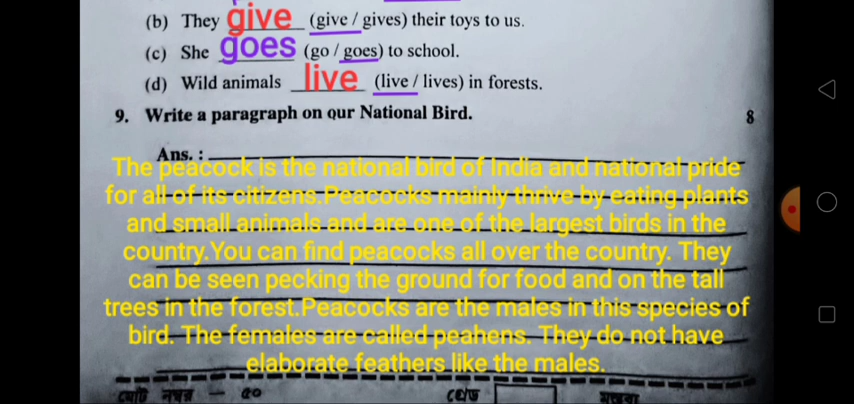 (b) They give (give / gives) their toys to us.
(c) She goes (go / goes) to school.
(d) Wild animals live (live / lives) in forests.
9. Write a paragraph on our National Bird. 8
Ans. :
The peacock is the national bird of India and national pride
for all of its citizens.Peacocks mainly thrive by eating plants
and small animals and are one of the largest birds in the
country.You can find peacocks all over the country. They
can be seen pecking the ground for food and on the tall
trees in the forest.Peacocks are the males in this species of
bird. The females are called peahens. They do not have
elaborate feathers like the males.
মোট নম্বর — ৫০ গ্রেড